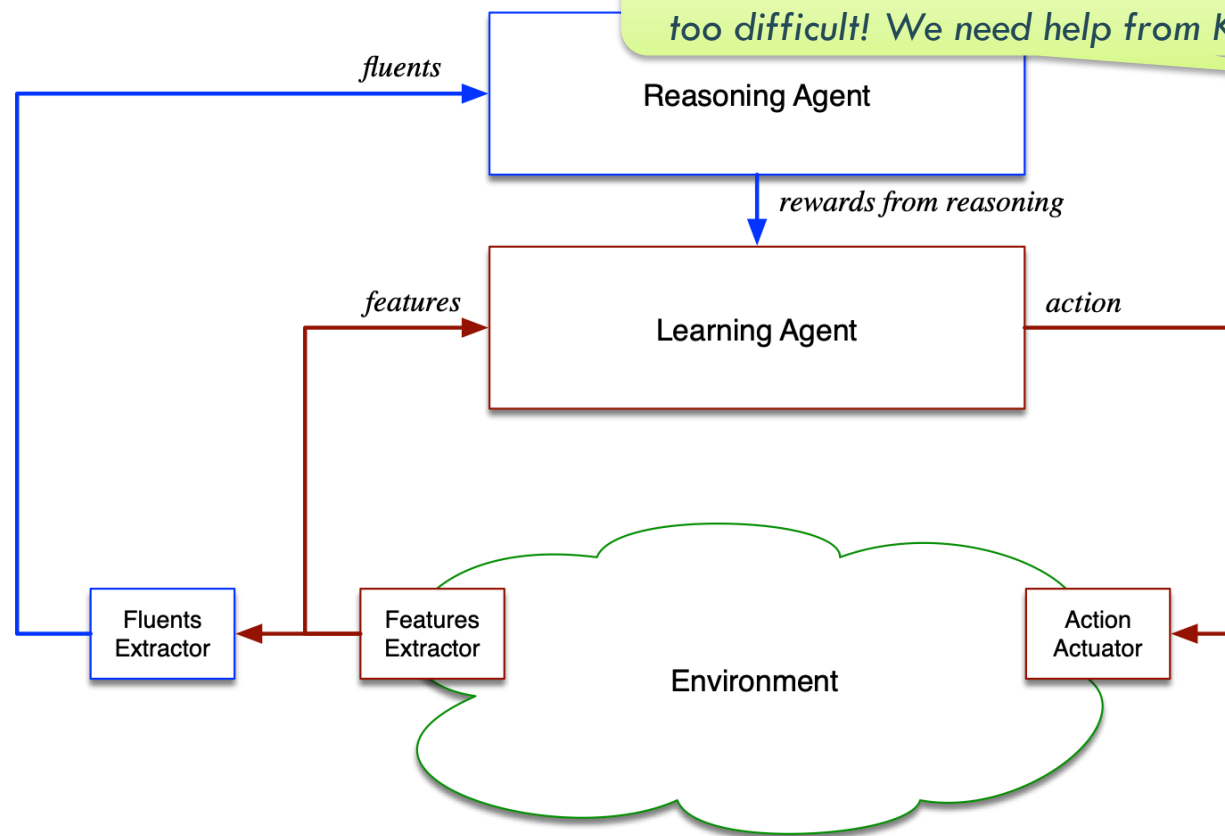 too difficult! We need help from K
fluents
Reasoning Agent
rewards from reasoning
features
Learning Agent
action
Fluents
Extractor
Features
Extractor
Environment
Action
Actuator